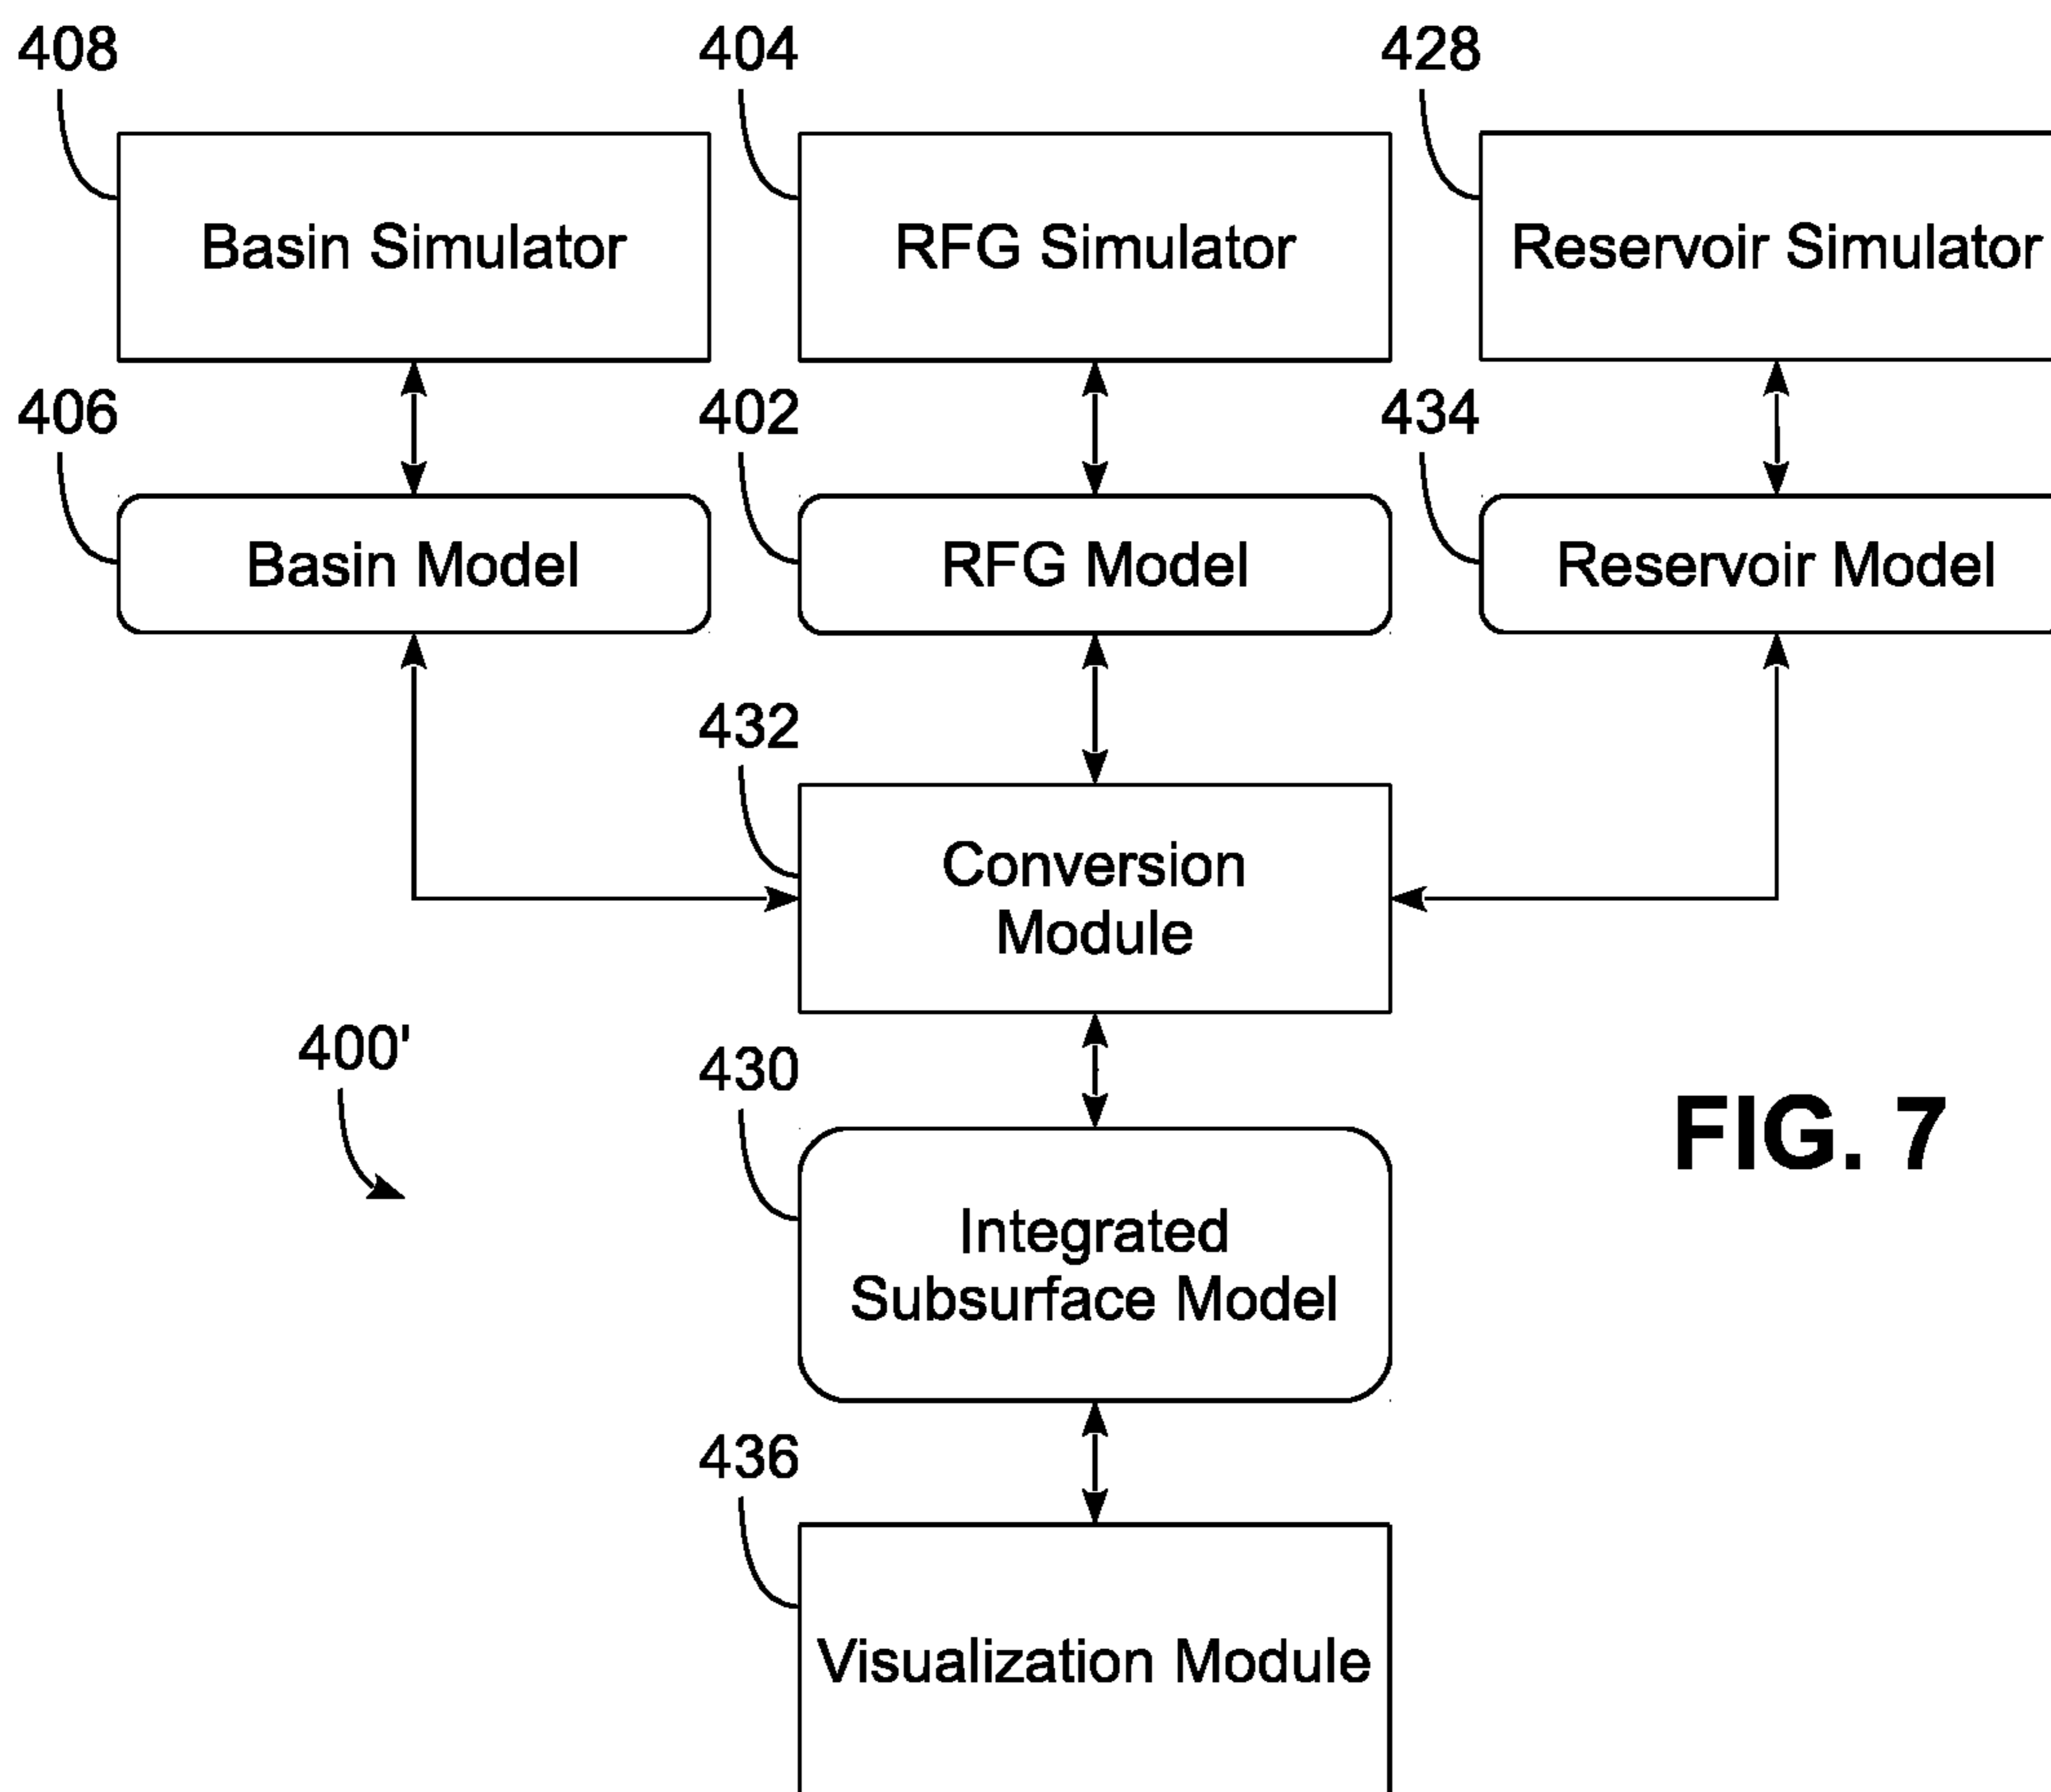 408
404
428
Basin Simulator
RFG Simulator
Reservoir Simulator
406
402
434
Basin Model
RFG Model
Reservoir Model
432
Conversion
Module
400'
430
FIG. 7
Integrated
Subsurface Model
436
Visualization Module